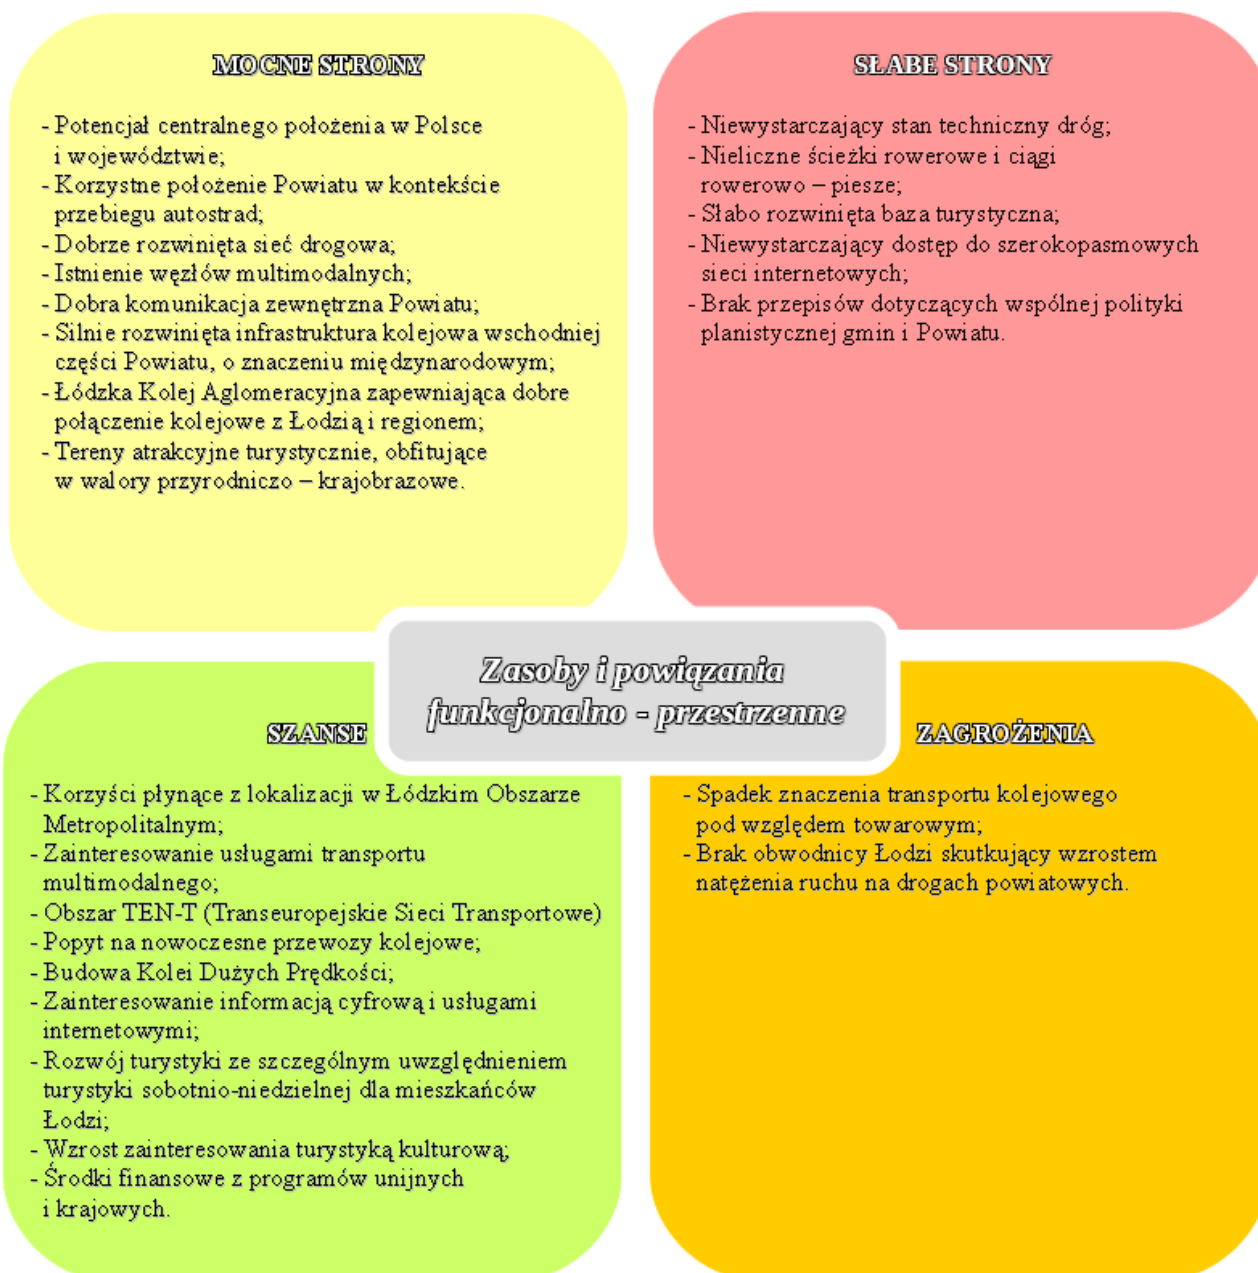 MOCNE STRONY
- Potencjał centralnego położenia w Polsce
i województwie;
- Korzystne położenie Powiatu w kontekście
przebiegu autostrad;
- Dobrze rozwinięta sieć drogowa;
- Istnienie węzłów multimodalnych;
- Dobra komunikacja zewnętrzna Powiatu;
- Silnie rozwinięta infrastruktura kolejowa wschodniej
części Powiatu, o znaczeniu międzynarodowym;
- Łódzka Kolej Aglomeracyjna zapewniająca dobre
połączenie kolejowe z Łodzią i regionem;
- Tereny atrakcyjne turystycznie, obfitujące
w walory przyrodniczo – krajobrazowe.
SŁABE STRONY
- Niewystarczający stan techniczny dróg;
- Nieliczne ścieżki rowerowe i ciągi
rowerowo – piesze;
- Słabo rozwinięta baza turystyczna;
- Niewystarczający dostęp do szerokopasmowych
sieci internetowych;
- Brak przepisów dotyczących wspólnej polityki
planistycznej gmin i Powiatu.
Zasoby i powiązania
funkcjonalno - przestrzenne
SZANSE
- Korzyści płynące z lokalizacji w Łódzkim Obszarze
Metropolitalnym;
- Zainteresowanie usługami transportu
multimodalnego;
- Obszar TEN-T (Transeuropejskie Sieci Transportowe)
- Popyt na nowoczesne przewozy kolejowe;
- Budowa Kolei Dużych Prędkości;
- Zainteresowanie informacją cyfrową i usługami
internetowymi;
- Rozwój turystyki ze szczególnym uwzględnieniem
turystyki sobotnio-niedzielnej dla mieszkańców
Łodzi;
- Wzrost zainteresowania turystyką kulturową;
- Środki finansowe z programów unijnych
i krajowych.
ZAGROŻENIA
- Spadek znaczenia transportu kolejowego
pod względem towarowym;
- Brak obwodnicy Łodzi skutkujący wzrostem
natężenia ruchu na drogach powiatowych.